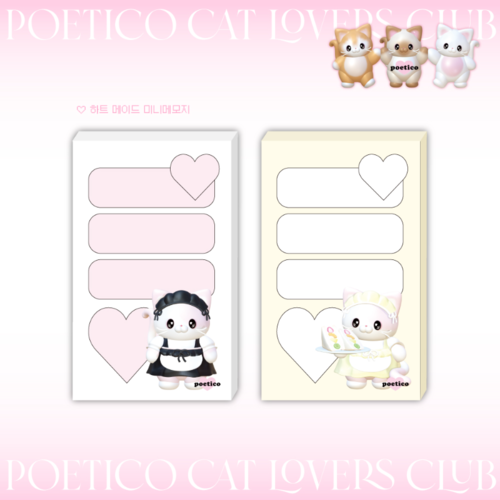 POETICO CAT LOVERS CLUB
poetico
♡ 하트 메이드 미니메모지
poetico
poetico
POETICO CAT LOVERS CLUB